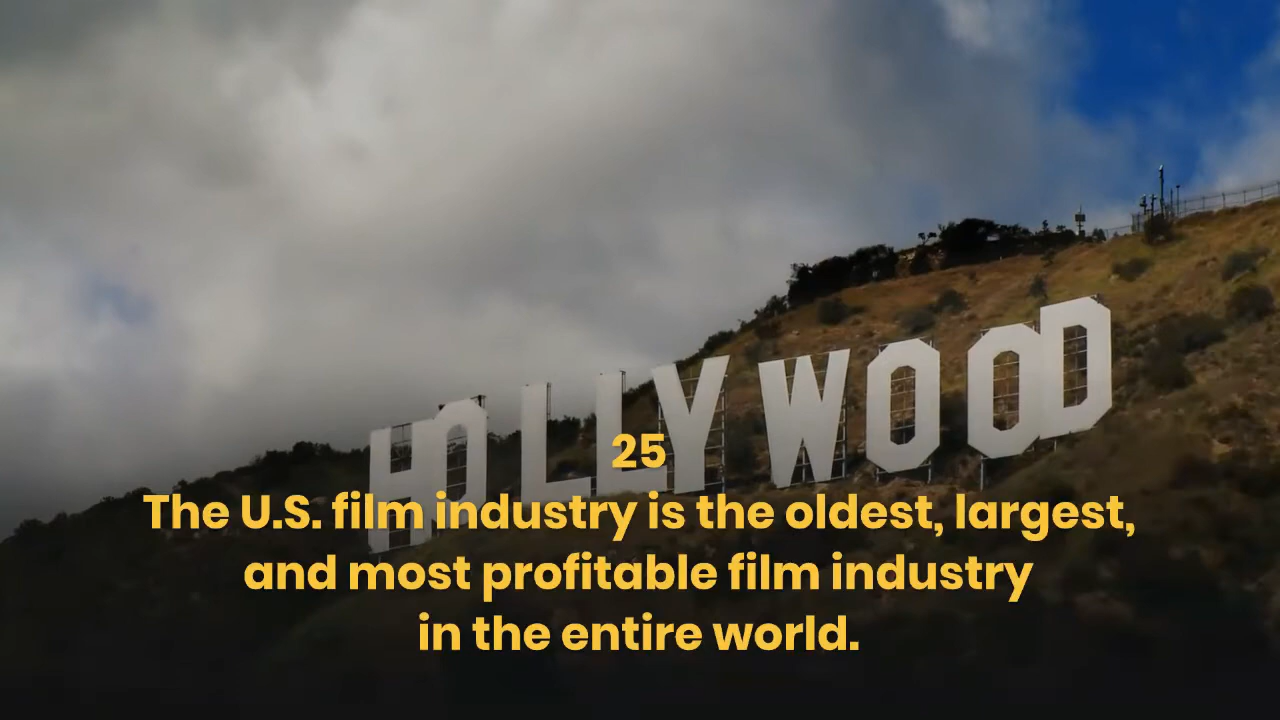 HOLLYWOOD
25
The U.S. film industry is the oldest, largest,
and most profitable film industry
in the entire world.